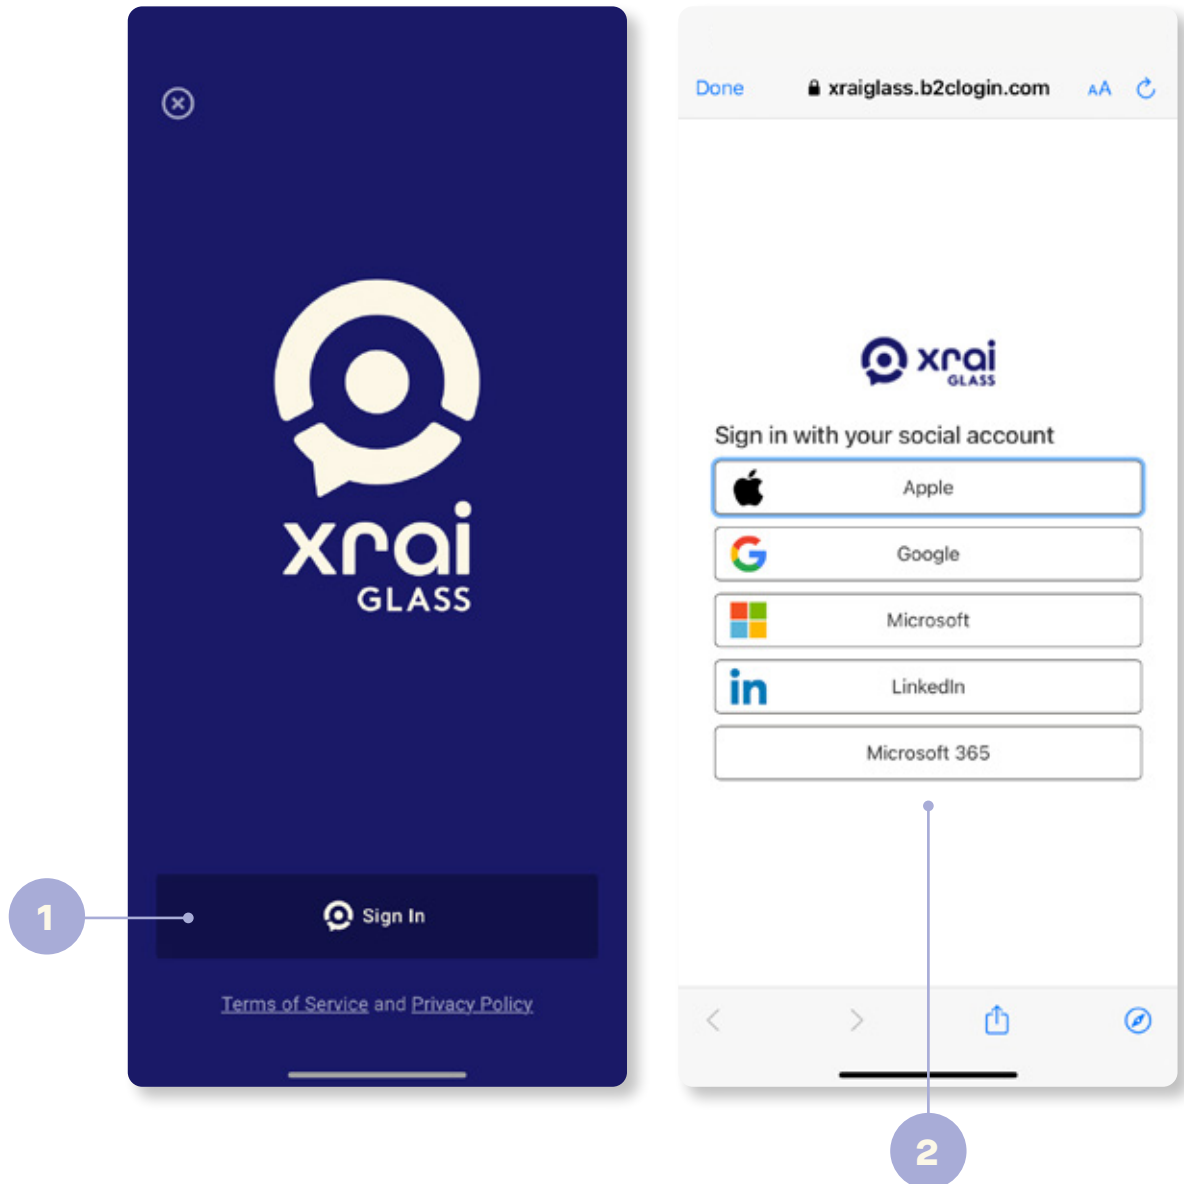 xrai
GLASS
1
Sign In
Terms of Service and Privacy Policy
Done
xraiglass.b2clogin.com
AA
xrai
GLASS
Sign in with your social account
Apple
Google
Microsoft
in
LinkedIn
Microsoft 365
2